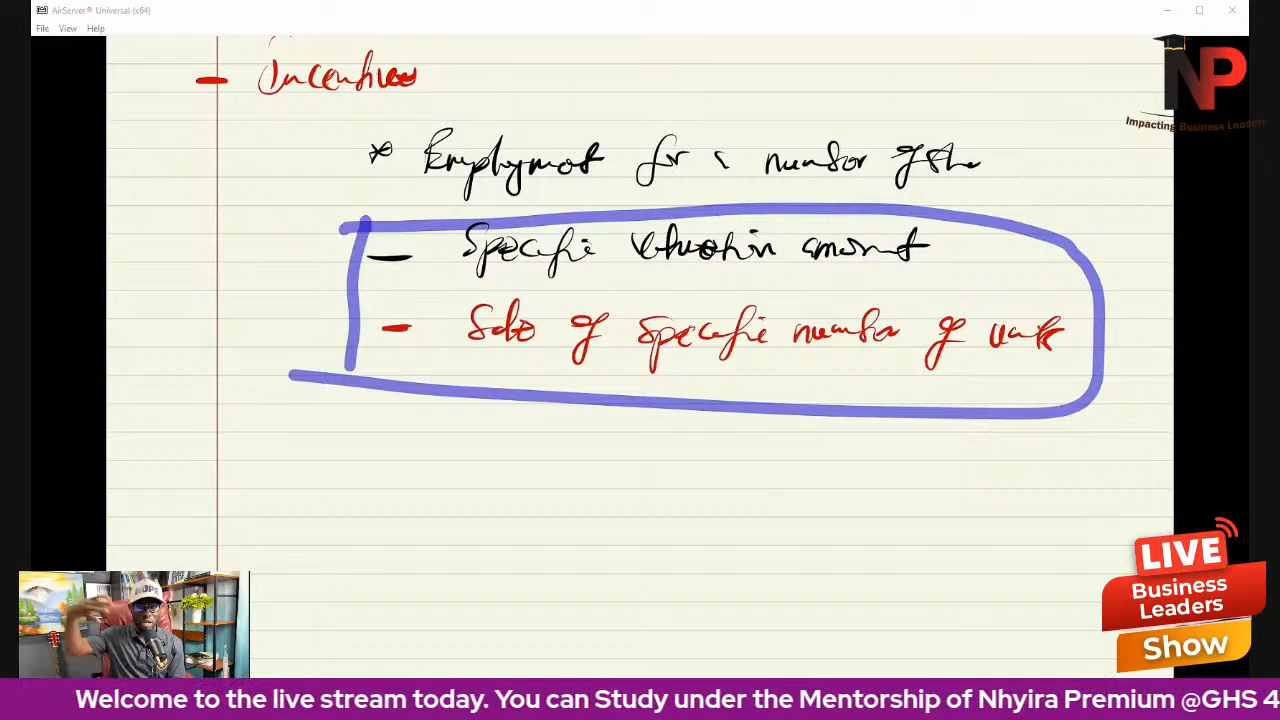 AirServer® Universal (x64)
File View Help
- Incentives
NP
Impacting Business Leaders
* Employment for a number of
- Specific valuation amount
- Sale of specific number of units
LIVE
Business
Leaders
Show
Welcome to the live stream today. You can Study under the Mentorship of Nhyira Premium @GHS 4